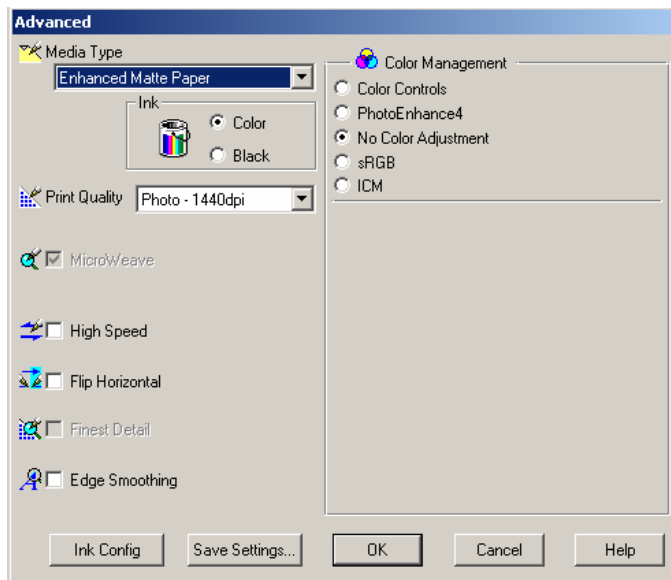 Advanced
Media Type
Enhanced Matte Paper
Ink
Color
Black
Print Quality
Photo - 1440dpi
MicroWeave
High Speed
Flip Horizontal
Finest Detail
Edge Smoothing
Color Management
Color Controls
PhotoEnhance4
No Color Adjustment
sRGB
ICM
Ink Config
Save Settings...
OK
Cancel
Help